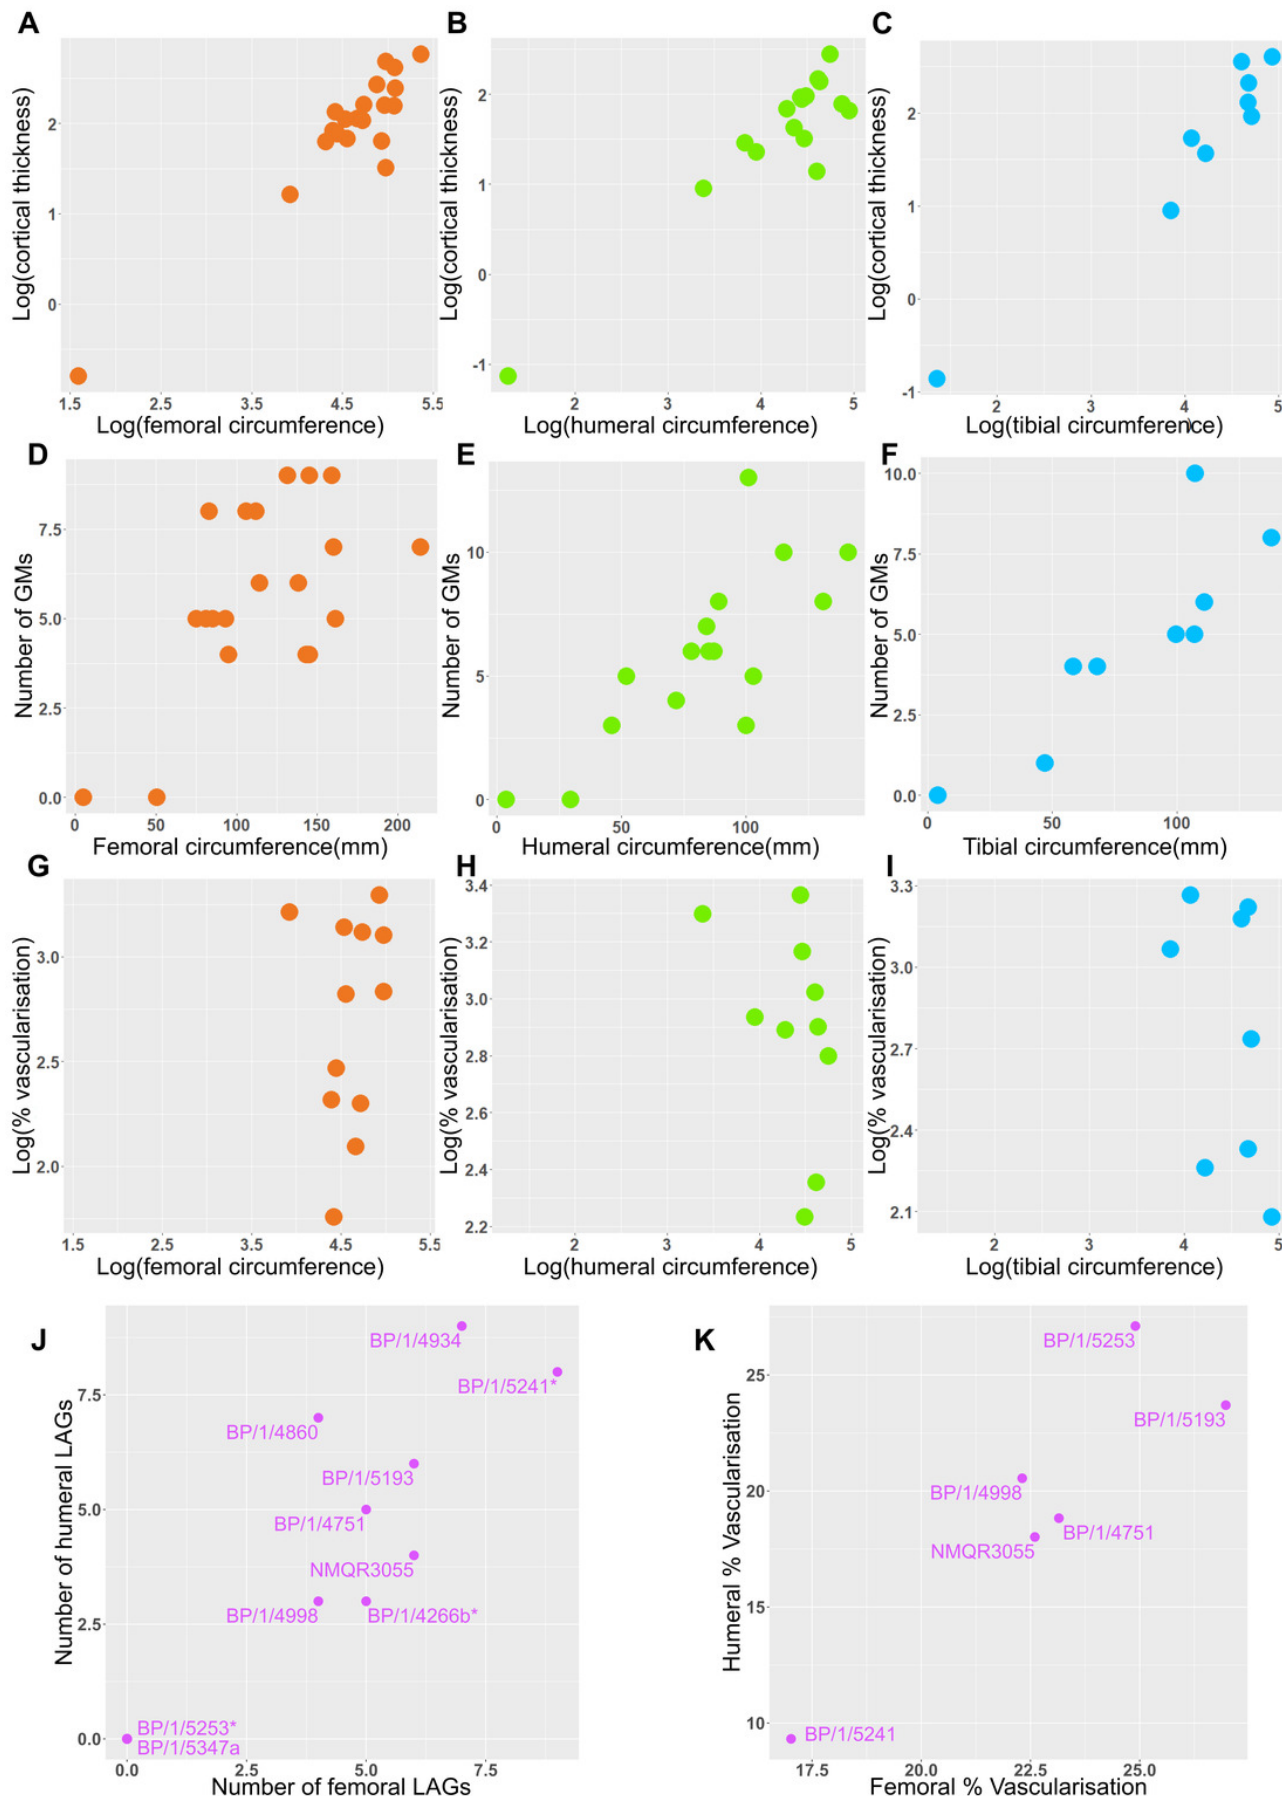 A
Log(cortical thickness)
2
1
0
1.5
2.5
3.5
4.5
5.5
Log(femoral circumference)
B
Log(cortical thickness)
2
1
0
-1
2
3
4
5
Log(humeral circumference)
C
Log(cortical thickness)
2
1
0
-1
2
3
4
5
Log(tibial circumference)
D
Number of GMs
7.5
5.0
2.5
0.0
0
50
100
150
200
Femoral circumference(mm)
E
Number of GMs
10
5
0
0
50
100
Humeral circumference(mm)
F
Number of GMs
10.0
7.5
5.0
2.5
0.0
0
50
100
Tibial circumference(mm)
G
Log(% vascularisation)
3.0
2.5
2.0
1.5
2.5
3.5
4.5
5.5
Log(femoral circumference)
H
Log(% vascularisation)
3.4
3.2
3.0
2.8
2.6
2.4
2.2
2
3
4
5
Log(humeral circumference)
I
Log(% vascularisation)
3.3
3.0
2.7
2.4
2.1
2
3
4
5
Log(tibial circumference)
J
Number of humeral LAGs
7.5
5.0
2.5
0.0
BP/1/4934
BP/1/5241*
BP/1/4860
BP/1/5193
BP/1/4751
NMQR3055
BP/1/4998
BP/1/4266b*
BP/1/5253*
BP/1/5347a
0.0
2.5
5.0
7.5
Number of femoral LAGs
K
Humeral % Vascularisation
25
20
15
10
BP/1/5253
BP/1/5193
BP/1/4998
BP/1/4751
NMQR3055
BP/1/5241
17.5
20.0
22.5
25.0
Femoral % Vascularisation